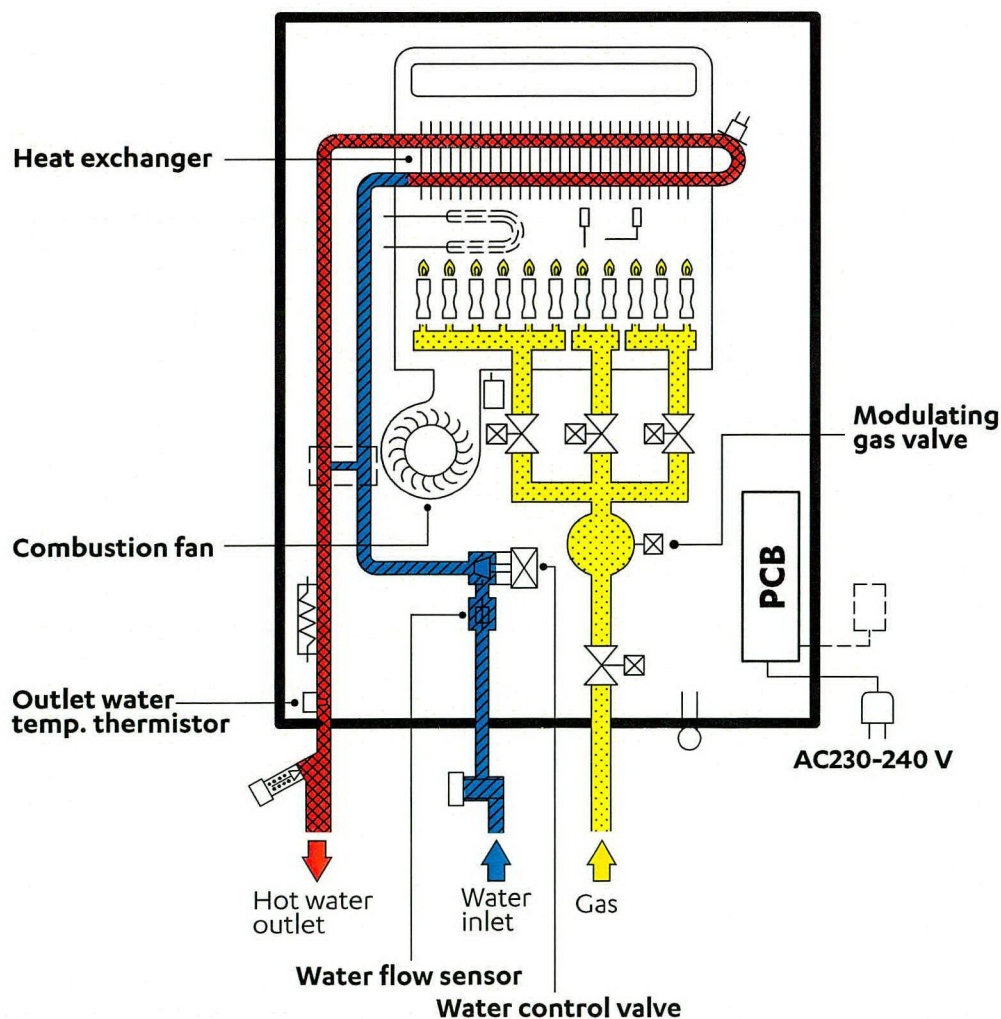 Heat exchanger
Modulating
gas valve
Combustion fan
PCB
Outlet water
temp. thermistor
AC230-240 V
Hot water
outlet
Water
inlet
Gas
Water flow sensor
Water control valve